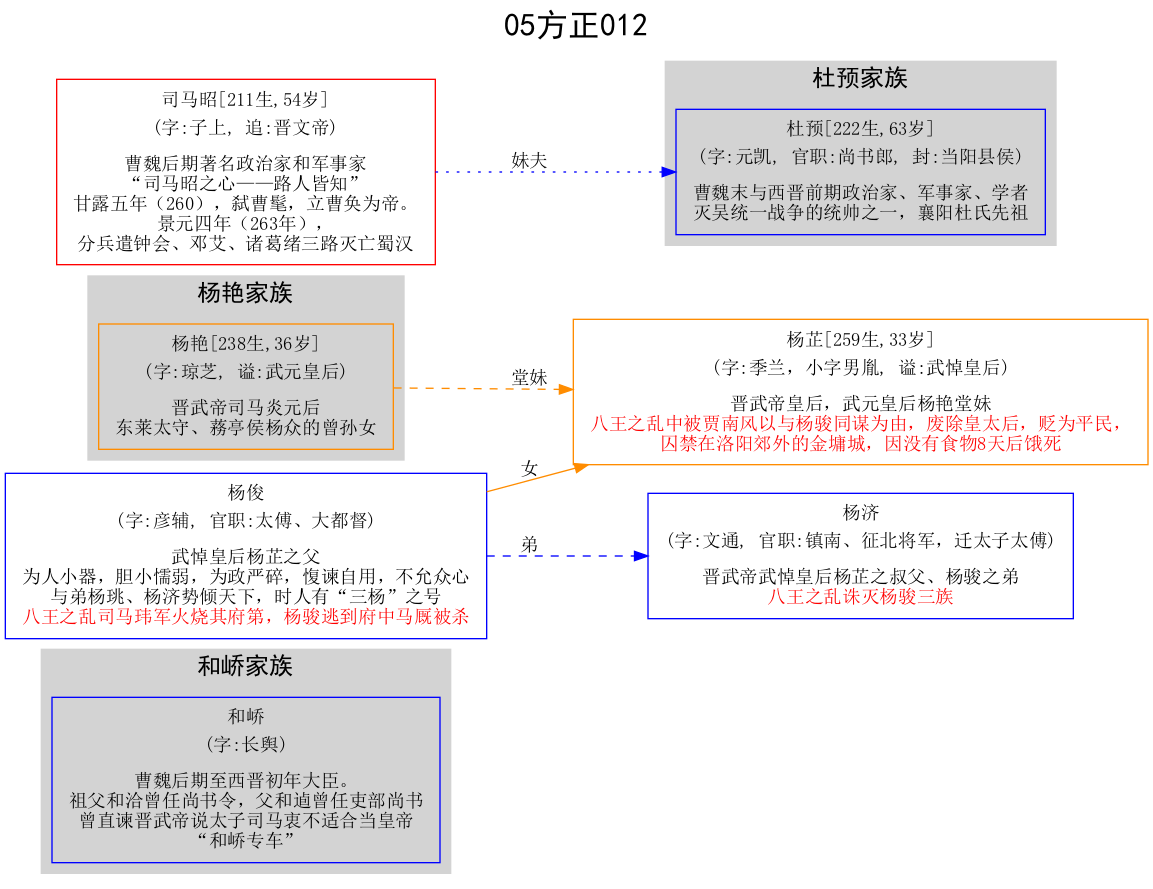 05方正012
司马昭[211生,54岁]
(字:子上, 追:晋文帝)
曹魏后期著名政治家和军事家
“司马昭之心——路人皆知”
甘露五年（260），弑曹髦，立曹奂为帝。
景元四年（263年），
分兵遣钟会、邓艾、诸葛绪三路灭亡蜀汉
妹夫
杜预家族
杜预[222生,63岁]
(字:元凯, 官职:尚书郎, 封:当阳县侯)
曹魏末与西晋前期政治家、军事家、学者
灭吴统一战争的统帅之一，襄阳杜氏先祖
杨艳家族
杨艳[238生,36岁]
(字:琼芝, 谥:武元皇后)
晋武帝司马炎元后
东莱太守、蓩亭侯杨众的曾孙女
堂妹
杨芷[259生,33岁]
(字:季兰，小字男胤, 谥:武悼皇后)
晋武帝皇后，武元皇后杨艳堂妹
八王之乱中被贾南风以与杨骏同谋为由，废除皇太后，贬为平民，
囚禁在洛阳郊外的金墉城，因没有食物8天后饿死
女
杨俊
(字:彦辅, 官职:太傅、大都督)
武悼皇后杨芷之父
为人小器，胆小懦弱，为政严碎，愎谏自用，不允众心
与弟杨珧、杨济势倾天下，时人有“三杨”之号
八王之乱司马玮军火烧其府第，杨骏逃到府中马厩被杀
弟
杨济
(字:文通, 官职:镇南、征北将军，迁太子太傅)
晋武帝武悼皇后杨芷之叔父、杨骏之弟
八王之乱诛灭杨骏三族
和峤家族
和峤
(字:长舆)
曹魏后期至西晋初年大臣。
祖父和洽曾任尚书令，父和逌曾任吏部尚书
曾直谏晋武帝说太子司马衷不适合当皇帝
“和峤专车”